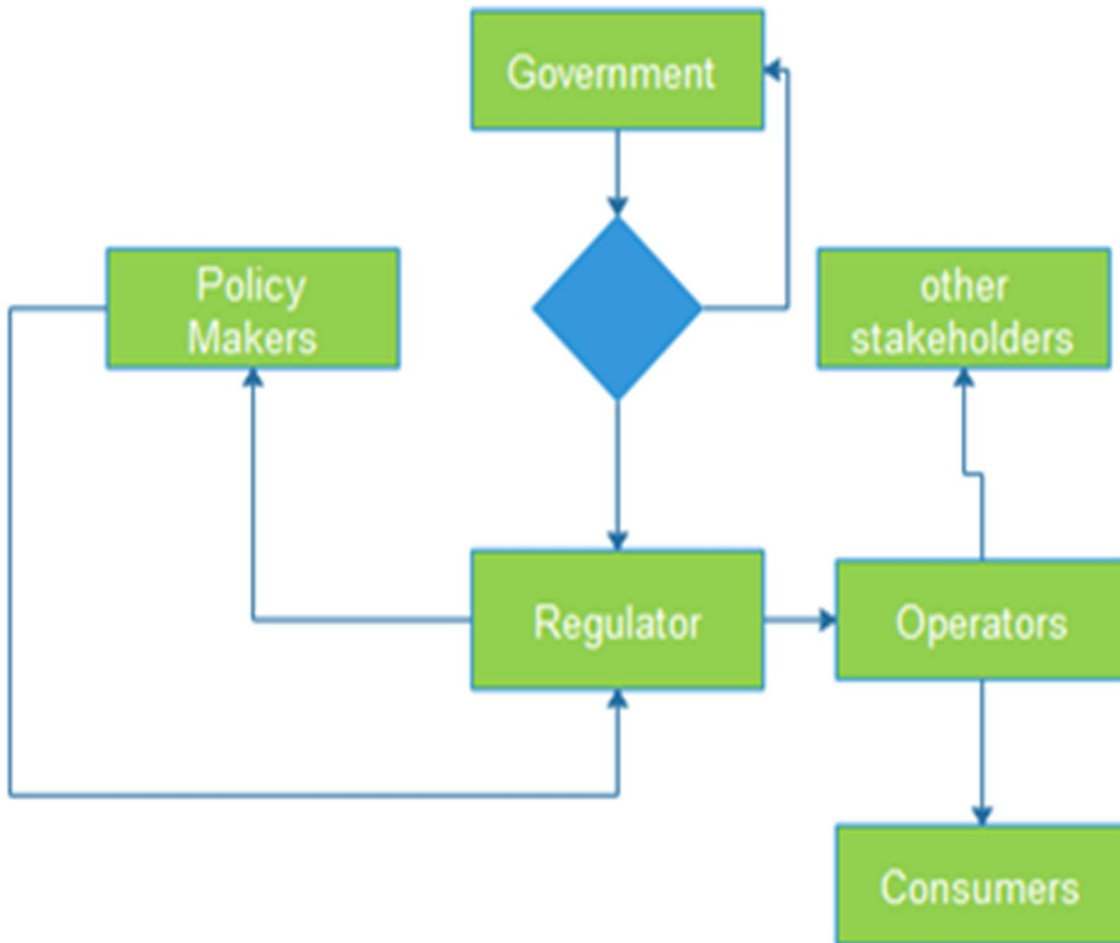 Government
Policy
Makers
other
stakeholders
Regulator
Operators
Consumers